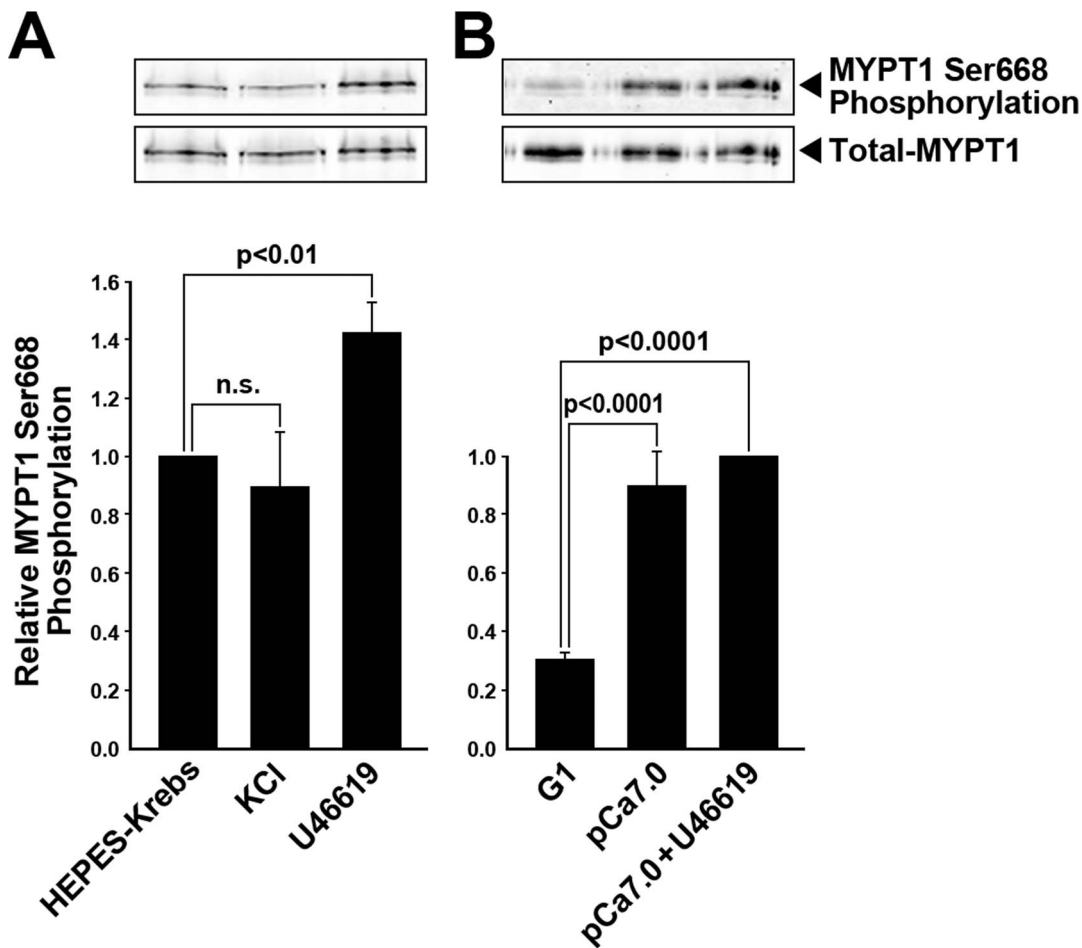 A
B
MYPT1 Ser668
Phosphorylation
Total-MYPT1
Relative MYPT1 Ser668
Phosphorylation
p<0.01
n.s.
1.6
1.4
1.2
1.0
0.8
0.6
0.4
0.2
0.0
HEPES-Krebs
KCl
U46619
p<0.0001
p<0.0001
1.0
0.8
0.6
0.4
0.2
0.0
G1
pCa7.0
pCa7.0+U46619